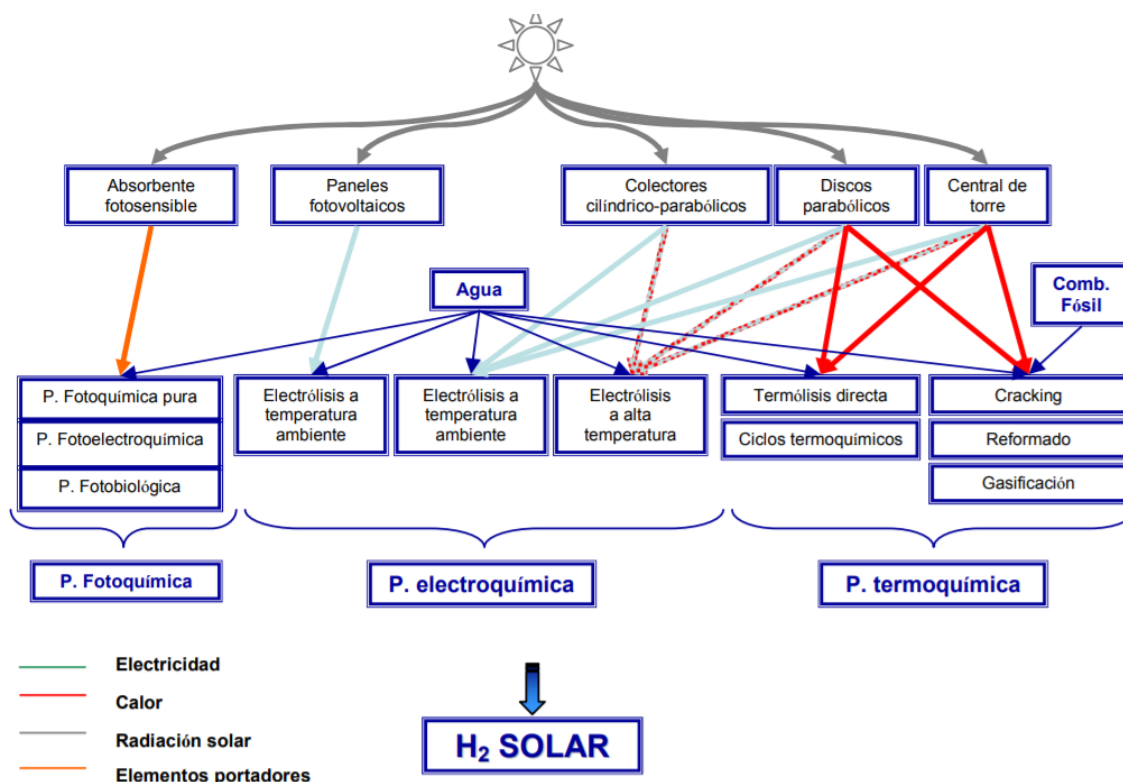 Absorbente
fotosensible
Paneles
fotovoltaicos
Colectores
cilíndrico-parabólicos
Discos
parabólicos
Central de
torre
Agua
Comb.
Fósil
P. Fotoquímica pura
P. Fotoelectroquímica
P. Fotobiológica
Electrólisis a
temperatura
ambiente
Electrólisis a
temperatura
ambiente
Electrólisis
a alta
temperatura
Termólisis directa
Ciclos termoquímicos
Cracking
Reformado
Gasificación
P. Fotoquímica
P. electroquímica
P. termoquímica
Electricidad
Calor
Radiación solar
Elementos portadores
H₂ SOLAR